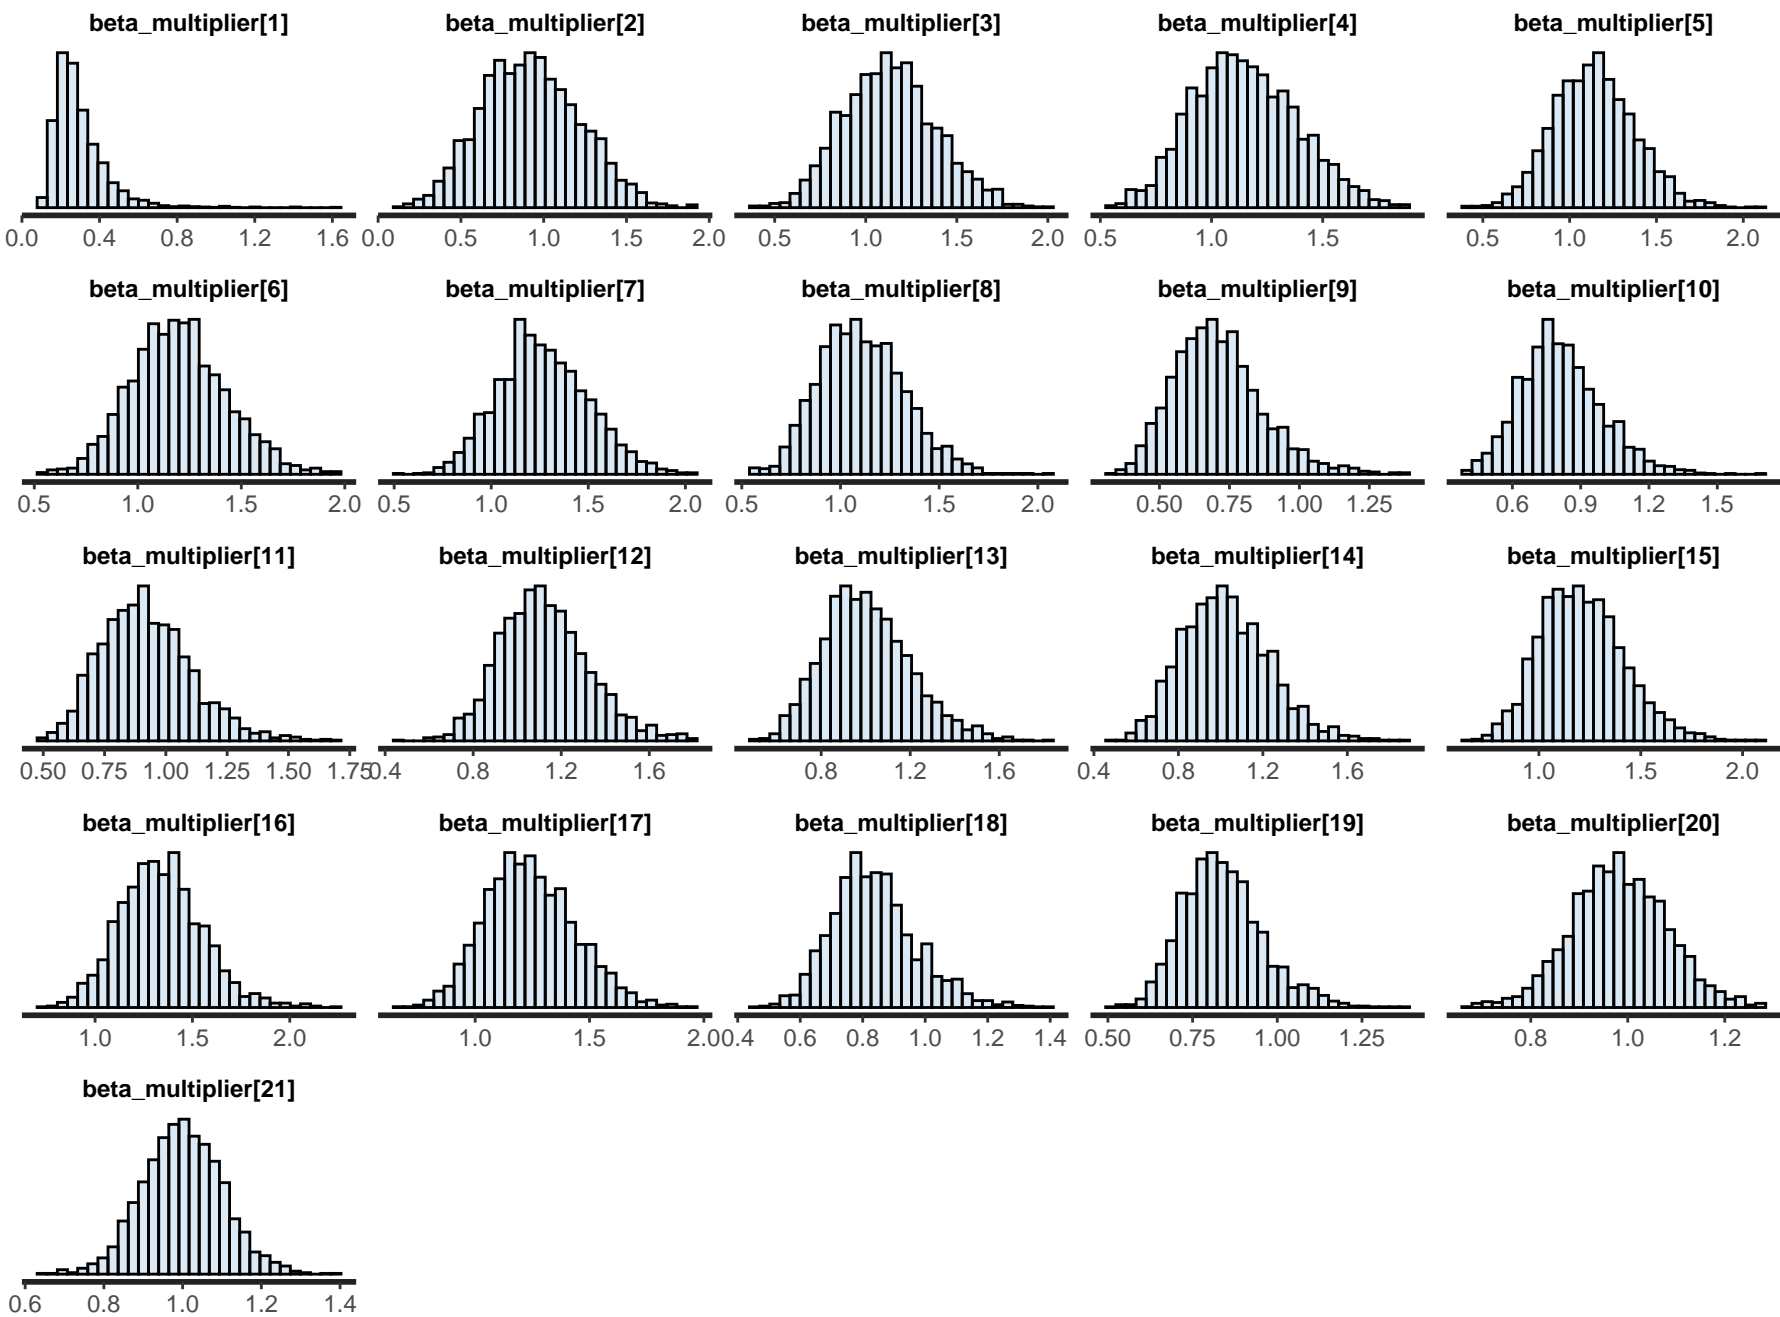 beta_multiplier[1] beta_multiplier[2] beta_multiplier[3] beta_multiplier[4] beta_multiplier[5]
0.0 0.4 0.8 1.2 1.6 0.0 0.5 1.0 1.5 2.0 0.5 1.0 1.5 2.0 0.5 1.0 1.5 0.5 1.0 1.5 2.0
beta_multiplier[6] beta_multiplier[7] beta_multiplier[8] beta_multiplier[9] beta_multiplier[10]
0.5 1.0 1.5 2.0 0.5 1.0 1.5 2.0 0.5 1.0 1.5 2.0 0.50 0.75 1.00 1.25 0.6 0.9 1.2 1.5
beta_multiplier[11] beta_multiplier[12] beta_multiplier[13] beta_multiplier[14] beta_multiplier[15]
0.50 0.75 1.00 1.25 1.50 1.75 0.4 0.8 1.2 1.6 0.8 1.2 1.6 0.4 0.8 1.2 1.6 1.0 1.5 2.0
beta_multiplier[16] beta_multiplier[17] beta_multiplier[18] beta_multiplier[19] beta_multiplier[20]
1.0 1.5 2.0 1.0 1.5 2.0 0.4 0.6 0.8 1.0 1.2 1.4 0.50 0.75 1.00 1.25 0.8 1.0 1.2
beta_multiplier[21]
0.6 0.8 1.0 1.2 1.4